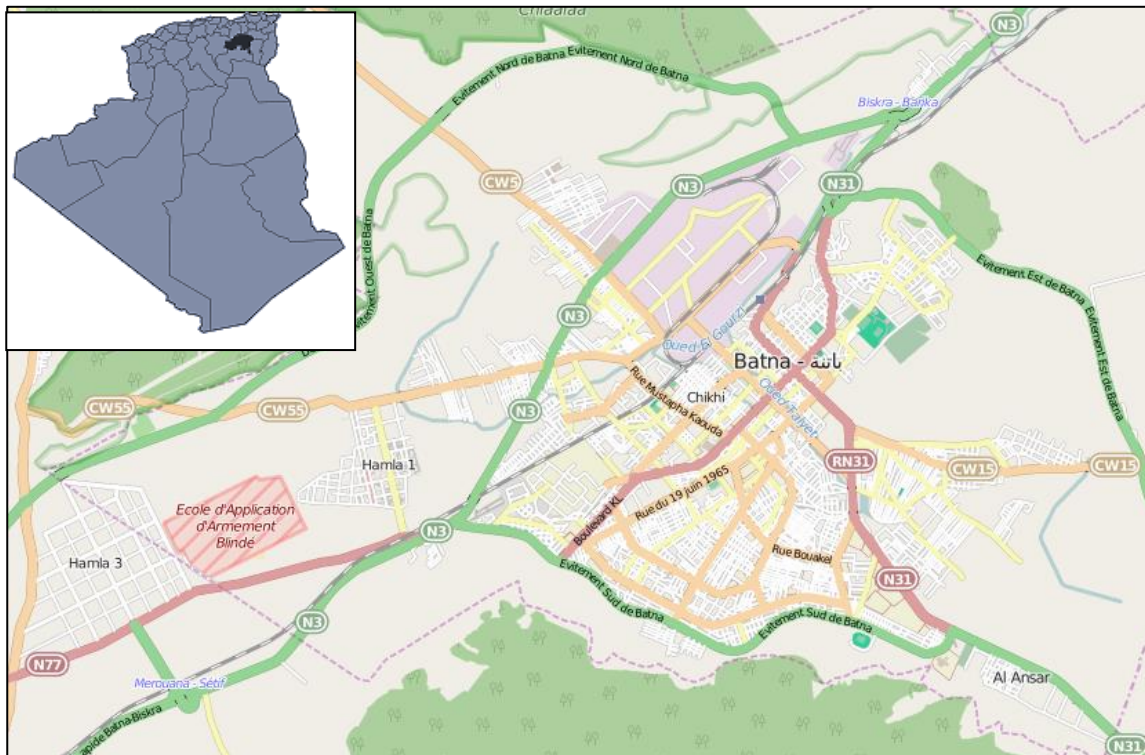 Chiaalaa
N3
Evitement Nord de Batna
Evitement Nord de Batna
Biskra - Barika
CW5
N3
N31
Evitement Ouest de Batna
Evitement Est de Batna
N3
Oued El Gourzi
Batna - باتنة
Evitement Est de Batna
Rue Mustapha Kaouda
Chikhi
CW55
CW55
N3
Hamla 1
RN31
CW15
CW15
Rue du 19 juin 1965
Ecole d'Application
d'Armement
Blindé
Boulevard KL
N3
Rue Bouakel
Hamla 3
Evitement Sud de Batna
N31
N3
Evitement Sud de Batna
N77
Merouana - Sétif
Al Ansar
Batna-Biskra
N31